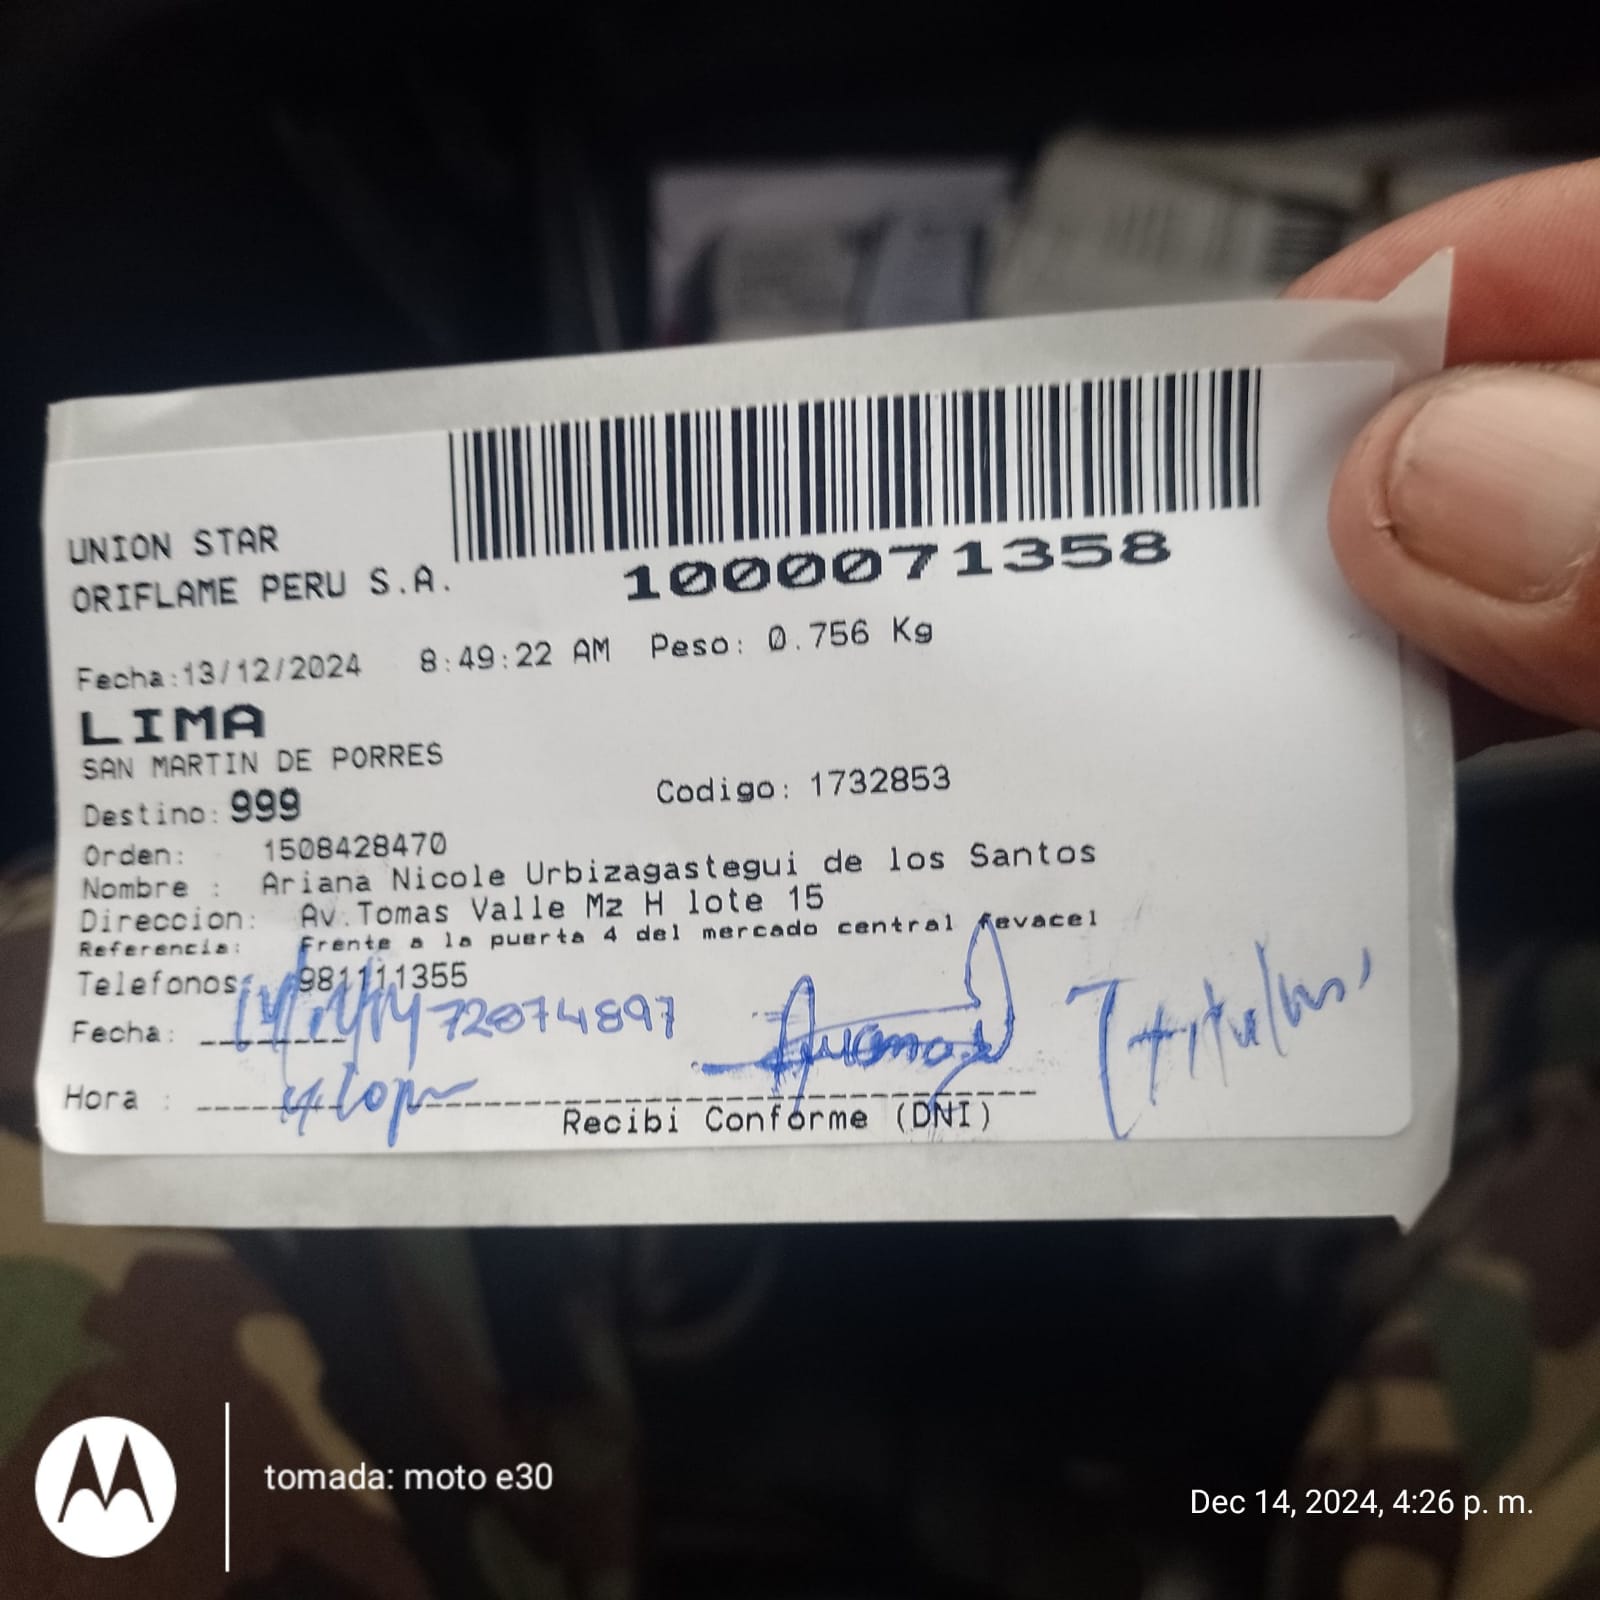 UNION STAR
ORIFLAME PERU S.A.
1000071358
Fecha:13/12/2024 8:49:22 AM Peso: 0.756 Kg
LIMA
SAN MARTIN DE PORRES
Destino: 999 Codigo: 1732853
Orden: 1508428470
Nombre : Ariana Nicole Urbizagastegui de los Santos
Direccion: Av.Tomas Valle Mz H lote 15
Referencia: Frente a la puerta 4 del mercado central fevacel
Telefonos: 981111355
Fecha: 72074897
Hora :
Recibi Conforme (DNI)
tomada: moto e30
Dec 14, 2024, 4:26 p. m.